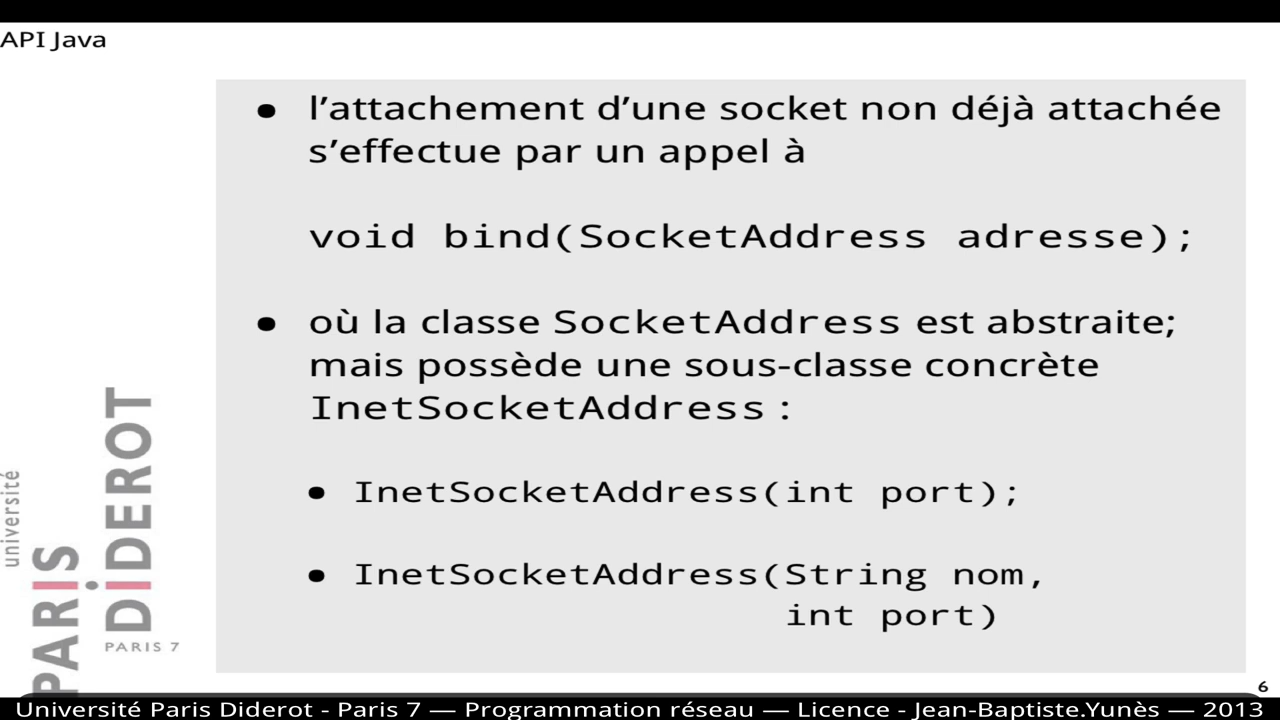 API Java
• l’attachement d’une socket non déjà attachée
s’effectue par un appel à
void bind(SocketAddress adresse);
• où la classe SocketAddress est abstraite;
mais possède une sous-classe concrète
InetSocketAddress :
• InetSocketAddress(int port);
• InetSocketAddress(String nom,
int port)
université
PARIS
DIDEROT
PARIS 7
6
Université Paris Diderot - Paris 7 — Programmation réseau — Licence - Jean-Baptiste.Yunès — 2013